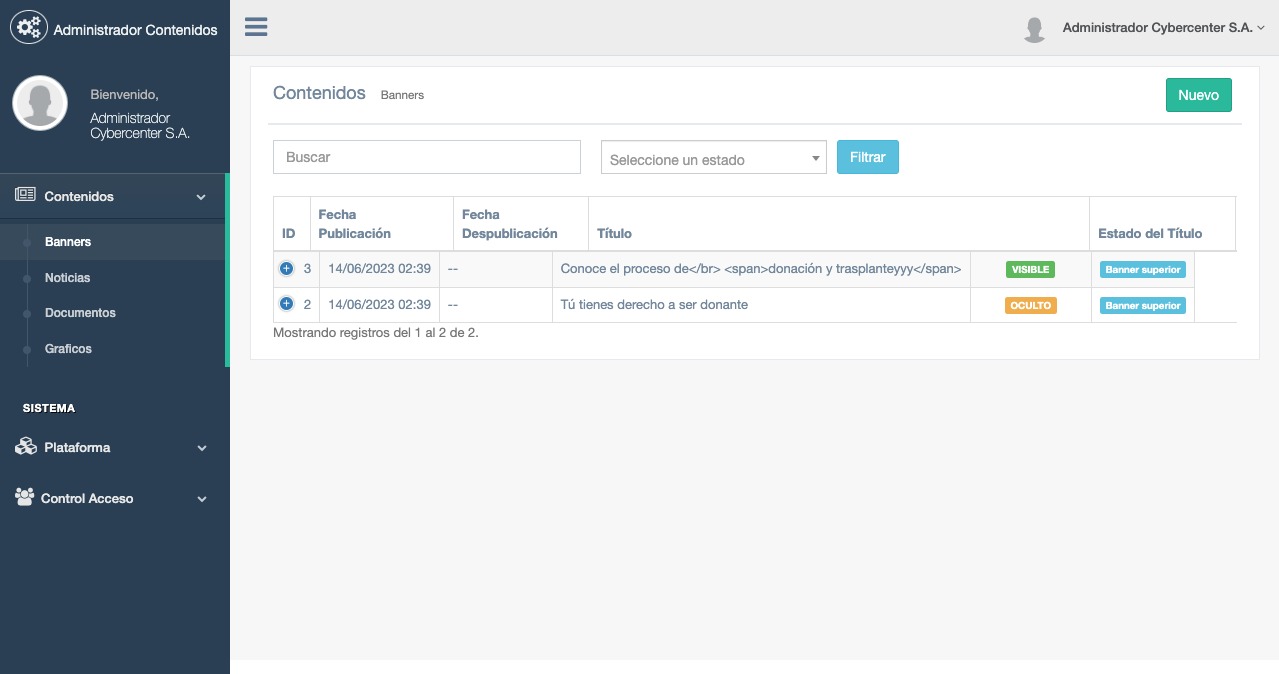 Administrador Contenidos
Administrador Cybercenter S.A.
Bienvenido,
Administrador
Cybercenter S.A.
Contenidos
Banners
Noticias
Documentos
Graficos
SISTEMA
Plataforma
Control Acceso
Contenidos Banners
Nuevo
Buscar
Seleccione un estado
Filtrar
ID
Fecha
Publicación
Fecha
Despublicación
Título
Estado del Título
3 14/06/2023 02:39 -- Conoce el proceso de</br> <span>donación y trasplanteyyy</span> VISIBLE Banner superior
2 14/06/2023 02:39 -- Tú tienes derecho a ser donante OCULTO Banner superior
Mostrando registros del 1 al 2 de 2.